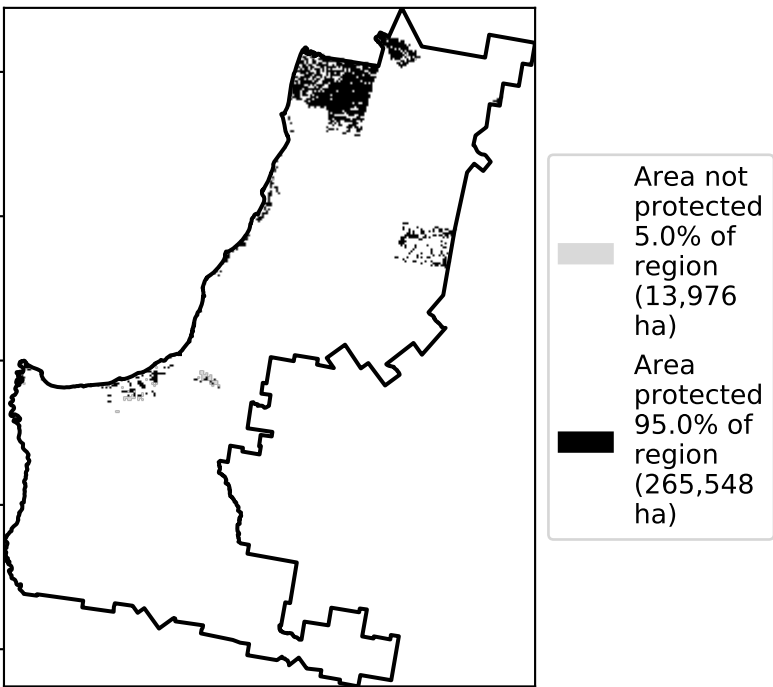 Area not
protected
5.0% of
region
(13,976
ha)
Area
protected
95.0% of
region
(265,548
ha)